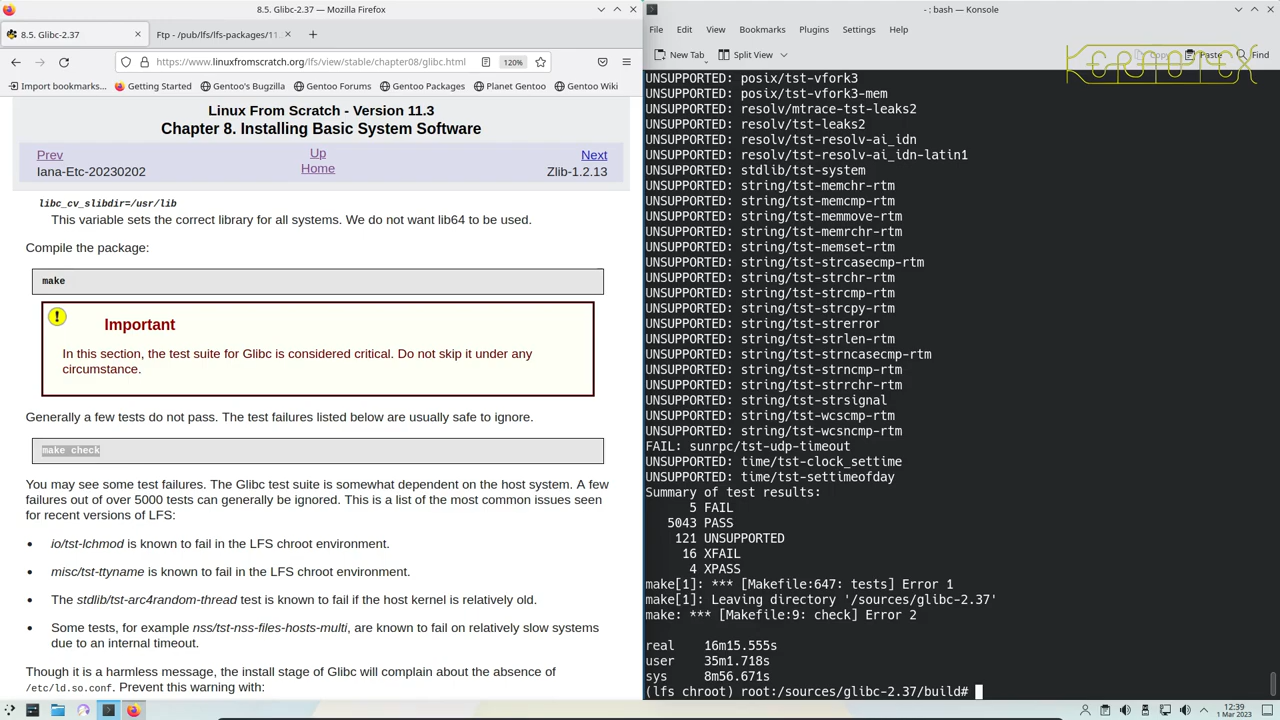 8.5. Glibc-2.37 — Mozilla Firefox
8.5. Glibc-2.37
Ftp - /pub/lfs/lfs-packages/11.
https://www.linuxfromscratch.org/lfs/view/stable/chapter08/glibc.html
120%
Import bookmarks...
Getting Started
Gentoo's Bugzilla
Gentoo Forums
Gentoo Packages
Planet Gentoo
Gentoo Wiki
Linux From Scratch - Version 11.3
Chapter 8. Installing Basic System Software
Prev
Up
Next
Iana-Etc-20230202
Home
Zlib-1.2.13
libc_cv_slibdir=/usr/lib
This variable sets the correct library for all systems. We do not want lib64 to be used.
Compile the package:
make
Important
In this section, the test suite for Glibc is considered critical. Do not skip it under any
circumstance.
Generally a few tests do not pass. The test failures listed below are usually safe to ignore.
make check
You may see some test failures. The Glibc test suite is somewhat dependent on the host system. A few
failures out of over 5000 tests can generally be ignored. This is a list of the most common issues seen
for recent versions of LFS:
• io/tst-lchmod is known to fail in the LFS chroot environment.
• misc/tst-ttyname is known to fail in the LFS chroot environment.
• The stdlib/tst-arc4random-thread test is known to fail if the host kernel is relatively old.
• Some tests, for example nss/tst-nss-files-hosts-multi, are known to fail on relatively slow systems
due to an internal timeout.
Though it is a harmless message, the install stage of Glibc will complain about the absence of
/etc/ld.so.conf. Prevent this warning with:
- : bash — Konsole
File Edit View Bookmarks Plugins Settings Help
New Tab
Split View
Copy
Paste
Find
KERNOTEX
UNSUPPORTED: posix/tst-vfork3
UNSUPPORTED: posix/tst-vfork3-mem
UNSUPPORTED: resolv/mtrace-tst-leaks2
UNSUPPORTED: resolv/tst-leaks2
UNSUPPORTED: resolv/tst-resolv-ai_idn
UNSUPPORTED: resolv/tst-resolv-ai_idn-latin1
UNSUPPORTED: stdlib/tst-system
UNSUPPORTED: string/tst-memchr-rtm
UNSUPPORTED: string/tst-memcmp-rtm
UNSUPPORTED: string/tst-memmove-rtm
UNSUPPORTED: string/tst-memrchr-rtm
UNSUPPORTED: string/tst-memset-rtm
UNSUPPORTED: string/tst-strcasecmp-rtm
UNSUPPORTED: string/tst-strchr-rtm
UNSUPPORTED: string/tst-strcmp-rtm
UNSUPPORTED: string/tst-strcpy-rtm
UNSUPPORTED: string/tst-strerror
UNSUPPORTED: string/tst-strlen-rtm
UNSUPPORTED: string/tst-strncasecmp-rtm
UNSUPPORTED: string/tst-strncmp-rtm
UNSUPPORTED: string/tst-strrchr-rtm
UNSUPPORTED: string/tst-strsignal
UNSUPPORTED: string/tst-wcscmp-rtm
UNSUPPORTED: string/tst-wcsncmp-rtm
FAIL: sunrpc/tst-udp-timeout
UNSUPPORTED: time/tst-clock_settime
UNSUPPORTED: time/tst-settimeofday
Summary of test results:
5 FAIL
5043 PASS
121 UNSUPPORTED
16 XFAIL
4 XPASS
make[1]: *** [Makefile:647: tests] Error 1
make[1]: Leaving directory '/sources/glibc-2.37'
make: *** [Makefile:9: check] Error 2
real 16m15.555s
user 35m1.718s
sys 8m56.671s
(lfs chroot) root:/sources/glibc-2.37/build#
12:39
1 Mar 2023